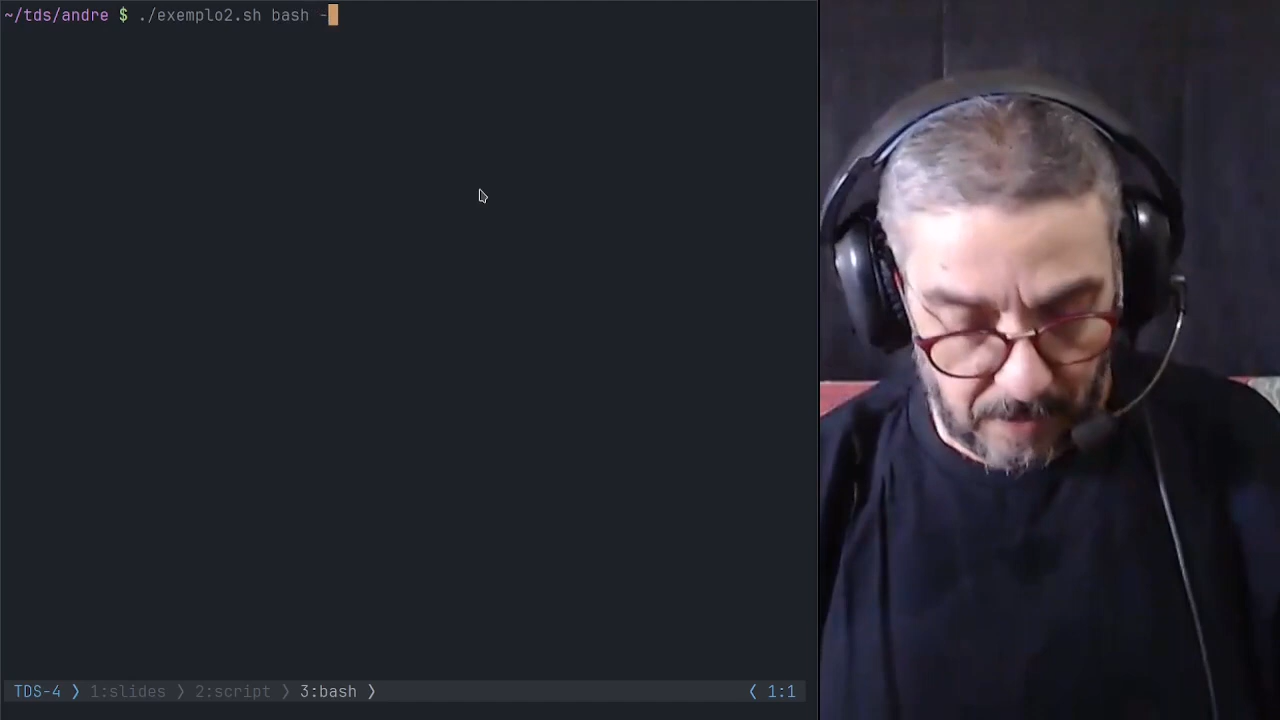 ~/tds/andre $ ./exemplo2.sh bash -
TDS-4 ❯ 1:slides ❯ 2:script ❯ 3:bash ❯ ❮ 1:1